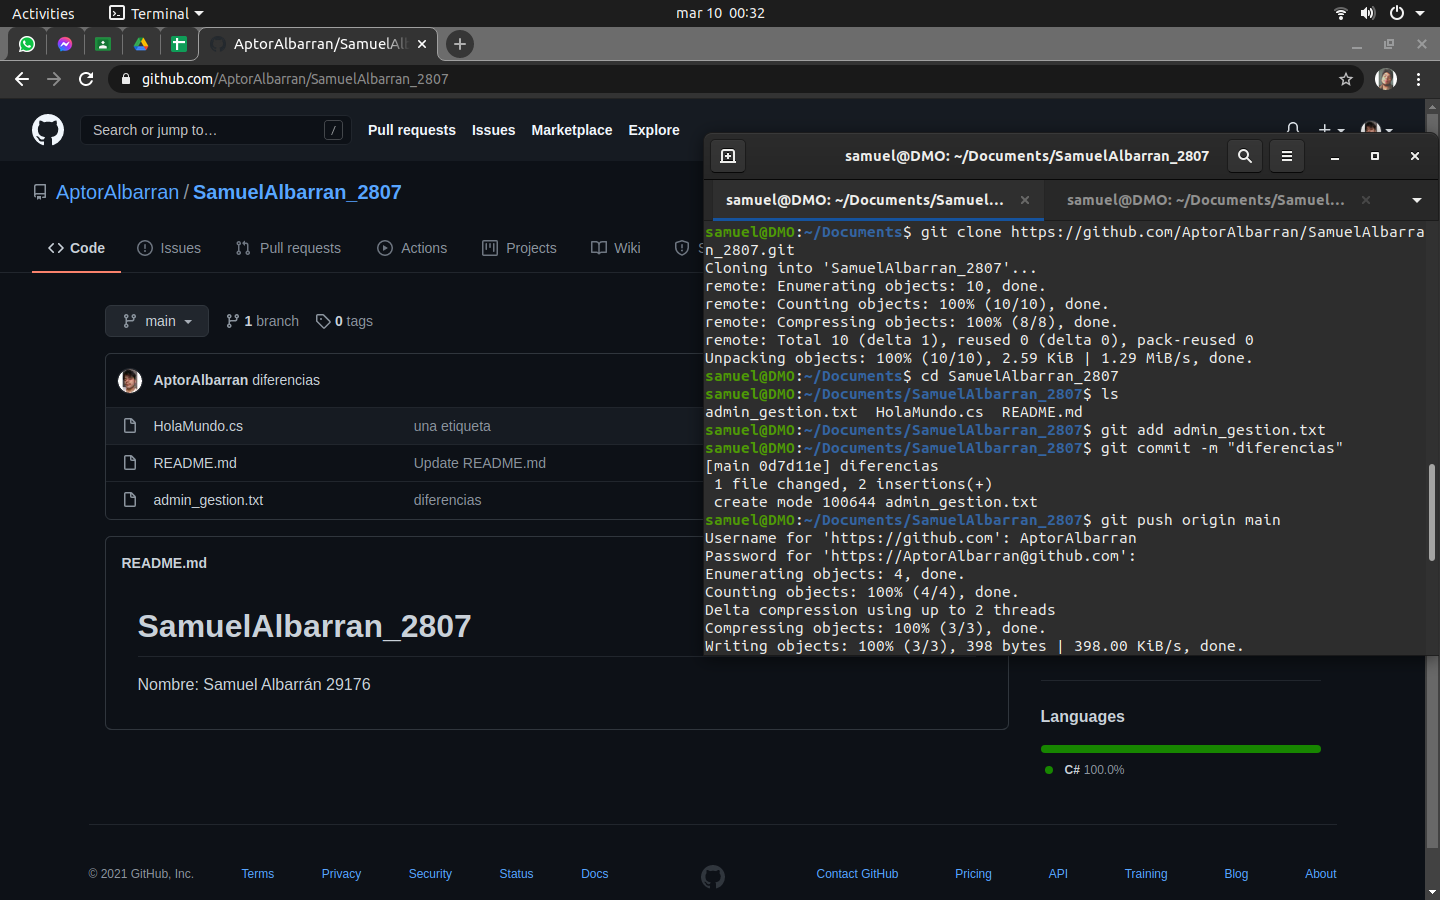 Activities
Terminal
mar 10 00:32
AptorAlbarran/SamuelAl
github.com/AptorAlbarran/SamuelAlbarran_2807
Search or jump to…
/
Pull requests
Issues
Marketplace
Explore
AptorAlbarran / SamuelAlbarran_2807
Code
Issues
Pull requests
Actions
Projects
Wiki
main
1 branch
0 tags
AptorAlbarran diferencias
HolaMundo.cs una etiqueta
README.md Update README.md
admin_gestion.txt diferencias
README.md
SamuelAlbarran_2807
Nombre: Samuel Albarrán 29176
samuel@DMO: ~/Documents/SamuelAlbarran_2807
samuel@DMO: ~/Documents/Samuel...
samuel@DMO: ~/Documents/Samuel...
samuel@DMO:~/Documents$ git clone https://github.com/AptorAlbarran/SamuelAlbarra
n_2807.git
Cloning into 'SamuelAlbarran_2807'...
remote: Enumerating objects: 10, done.
remote: Counting objects: 100% (10/10), done.
remote: Compressing objects: 100% (8/8), done.
remote: Total 10 (delta 1), reused 0 (delta 0), pack-reused 0
Unpacking objects: 100% (10/10), 2.59 KiB | 1.29 MiB/s, done.
samuel@DMO:~/Documents$ cd SamuelAlbarran_2807
samuel@DMO:~/Documents/SamuelAlbarran_2807$ ls
admin_gestion.txt  HolaMundo.cs  README.md
samuel@DMO:~/Documents/SamuelAlbarran_2807$ git add admin_gestion.txt
samuel@DMO:~/Documents/SamuelAlbarran_2807$ git commit -m "diferencias"
[main 0d7d11e] diferencias
 1 file changed, 2 insertions(+)
 create mode 100644 admin_gestion.txt
samuel@DMO:~/Documents/SamuelAlbarran_2807$ git push origin main
Username for 'https://github.com': AptorAlbarran
Password for 'https://AptorAlbarran@github.com':
Enumerating objects: 4, done.
Counting objects: 100% (4/4), done.
Delta compression using up to 2 threads
Compressing objects: 100% (3/3), done.
Writing objects: 100% (3/3), 398 bytes | 398.00 KiB/s, done.
Languages
C# 100.0%
© 2021 GitHub, Inc.
Terms
Privacy
Security
Status
Docs
Contact GitHub
Pricing
API
Training
Blog
About